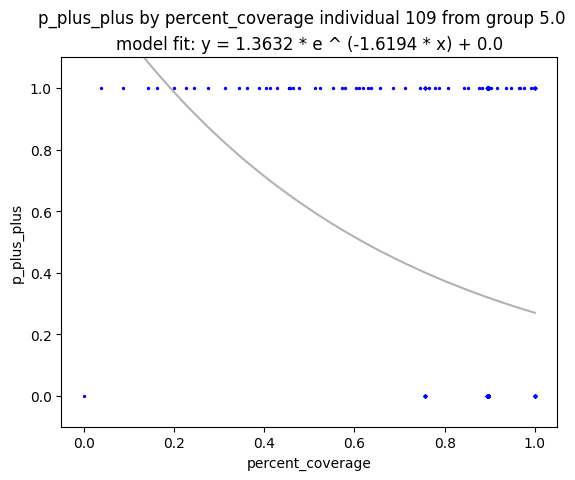 p_plus_plus by percent_coverage individual 109 from group 5.0
model fit: y = 1.3632 * e ^ (-1.6194 * x) + 0.0
1.0
0.8
0.6
0.4
0.2
0.0
p_plus_plus
0.0 0.2 0.4 0.6 0.8 1.0
percent_coverage